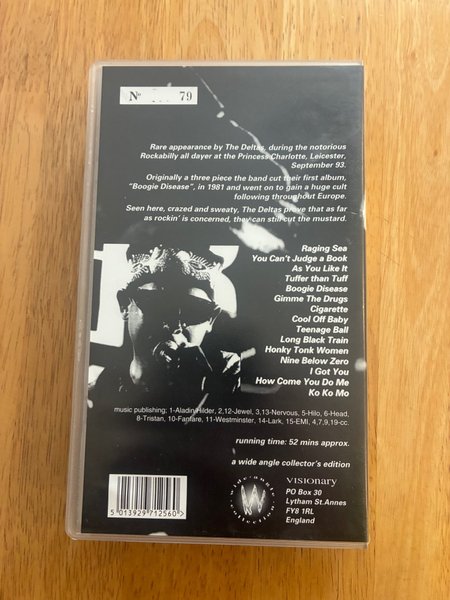 Nº 79
Rare appearance by The Deltas, during the notorious
Rockabilly all dayer at the Princess Charlotte, Leicester,
September 93.
Originally a three piece the band cut their first album,
"Boogie Disease", in 1981 and went on to gain a huge cult
following throughout Europe.
Seen here, crazed and sweaty, The Deltas prove that as far
as rockin' is concerned, they can still cut the mustard.
Raging Sea
You Can't Judge a Book
As You Like It
Tuffer than Tuff
Boogie Disease
Gimme The Drugs
Cigarette
Cool Off Baby
Teenage Ball
Long Black Train
Honky Tonk Women
Nine Below Zero
I Got You
How Come You Do Me
Ko Ko Mo
music publishing; 1-Aladin/Hilder, 2,12-Jewel, 3,13-Nervous, 5-Hilo, 6-Head,
8-Tristan, 10-Fanfare, 11-Westminster, 14-Lark, 15-EMI, 4,7,9,19-cc.
running time: 52 mins approx.
a wide angle collector's edition
5 013929 712560 >
wide angle
collection
VISIONARY
PO Box 30
Lytham St.Annes
FY8 1RL
England